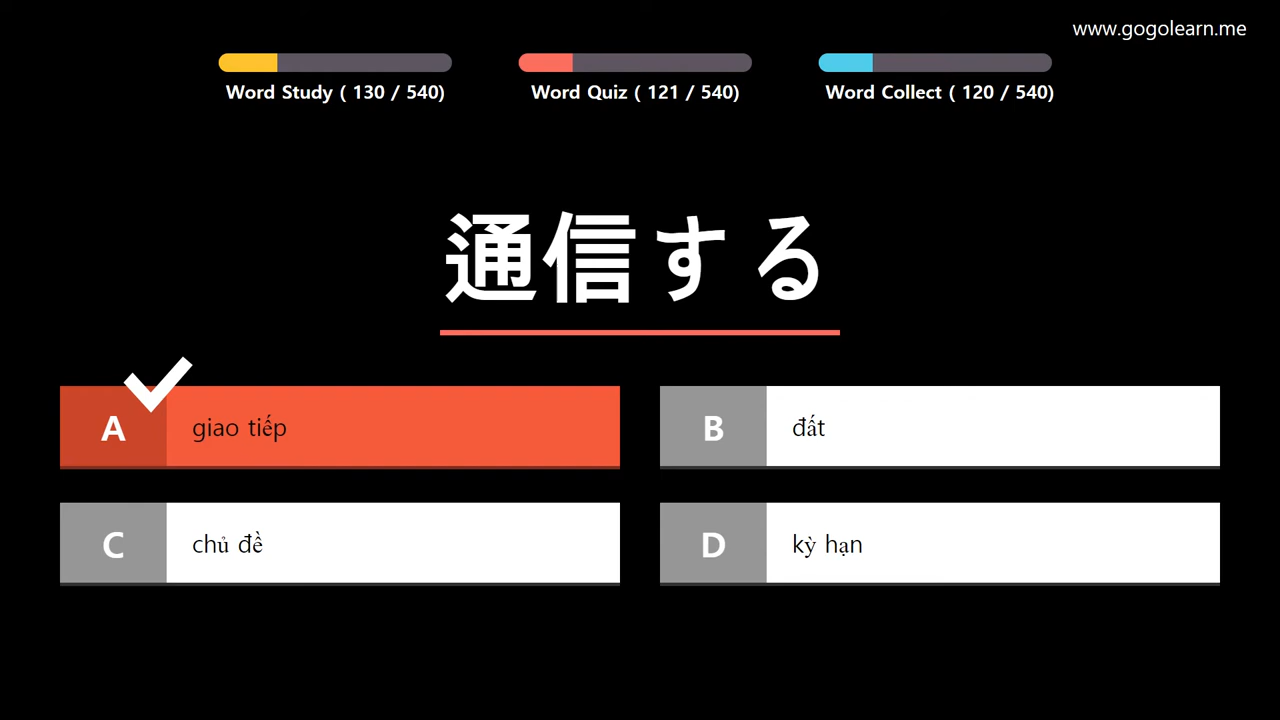 www.gogolearn.me
Word Study ( 130 / 540)
Word Quiz ( 121 / 540)
Word Collect ( 120 / 540)
通信する
A giao tiếp
B đất
C chủ đề
D kỳ hạn